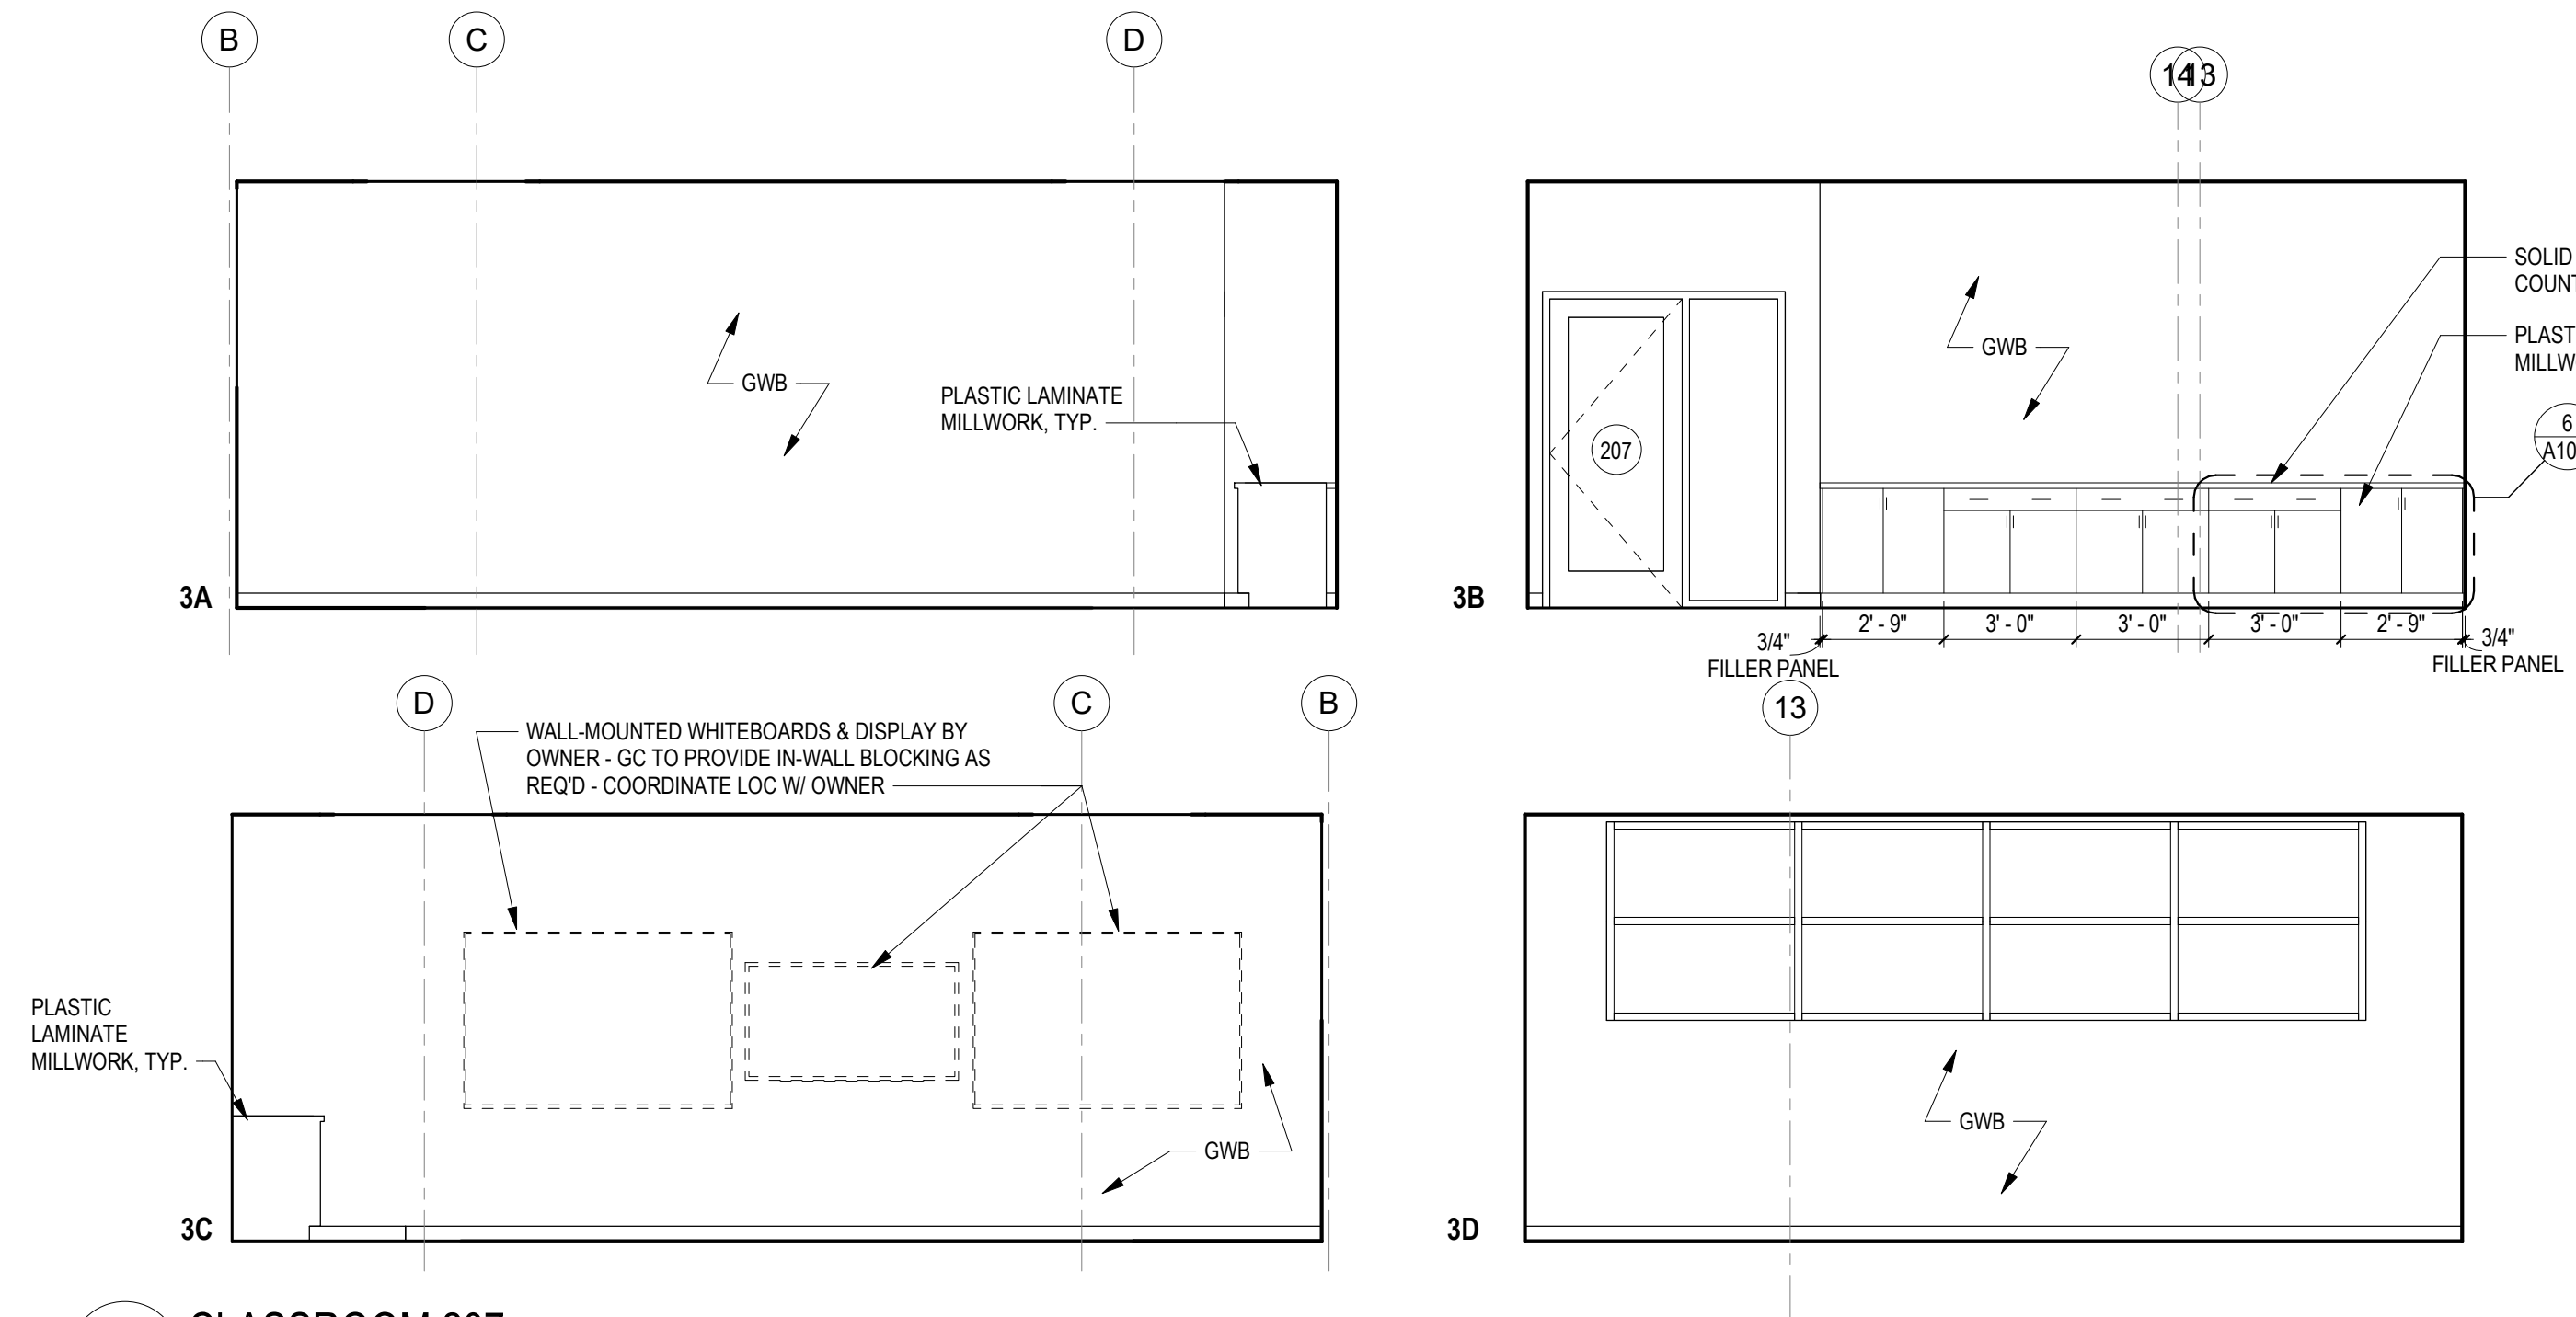 B
C
D
14
13
GWB
PLASTIC LAMINATE
MILLWORK, TYP.
3A
SOLID
COUNT
GWB
PLAST
MILLW
6
A10
207
3B
2' - 9"
3' - 0"
3' - 0"
3' - 0"
2' - 9"
3/4"
FILLER PANEL
3/4"
FILLER PANEL
D
C
B
13
WALL-MOUNTED WHITEBOARDS & DISPLAY BY
OWNER - GC TO PROVIDE IN-WALL BLOCKING AS
REQ'D - COORDINATE LOC W/ OWNER
PLASTIC
LAMINATE
MILLWORK, TYP.
GWB
3C
GWB
3D
CLASSROOM 207